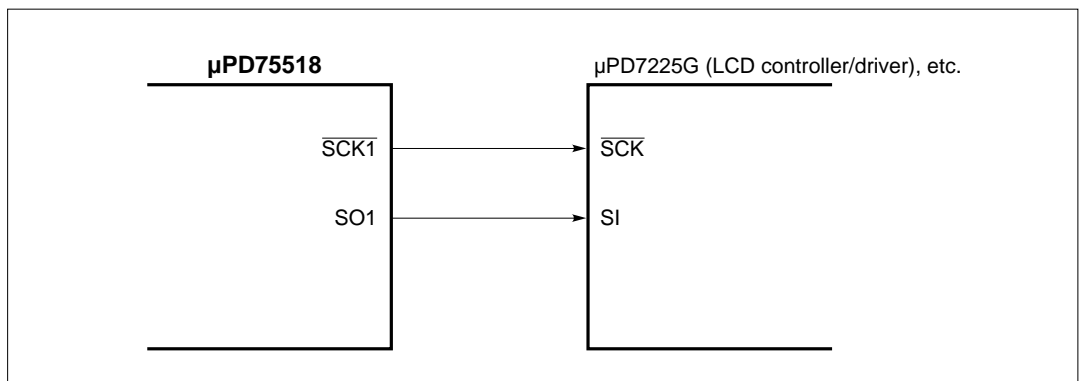 µPD75518
µPD7225G (LCD controller/driver), etc.
SCK1
SCK
SO1
SI